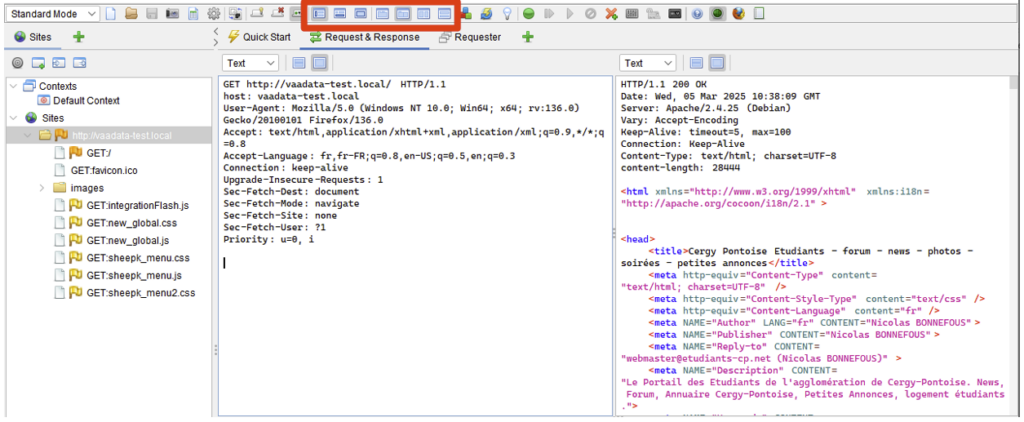 Standard Mode
Sites
Quick Start
Request & Response
Requester
Text
Text
Contexts
Default Context
Sites
http://vaadata-test.local
GET:/
GET:favicon.ico
images
GET:integrationFlash.js
GET:new_global.css
GET:new_global.js
GET:sheepk_menu.css
GET:sheepk_menu.js
GET:sheepk_menu2.css
GET http://vaadata-test.local/ HTTP/1.1
host: vaadata-test.local
User-Agent: Mozilla/5.0 (Windows NT 10.0; Win64; x64; rv:136.0)
Gecko/20100101 Firefox/136.0
Accept: text/html,application/xhtml+xml,application/xml;q=0.9,*/*;q
=0.8
Accept-Language: fr,fr-FR;q=0.8,en-US;q=0.5,en;q=0.3
Connection: keep-alive
Upgrade-Insecure-Requests: 1
Sec-Fetch-Dest: document
Sec-Fetch-Mode: navigate
Sec-Fetch-Site: none
Sec-Fetch-User: ?1
Priority: u=0, i
HTTP/1.1 200 OK
Date: Wed, 05 Mar 2025 10:38:09 GMT
Server: Apache/2.4.25 (Debian)
Vary: Accept-Encoding
Keep-Alive: timeout=5, max=100
Connection: Keep-Alive
Content-Type: text/html; charset=UTF-8
content-length: 28444
<html xmlns="http://www.w3.org/1999/xhtml" xmlns:i18n=
"http://apache.org/cocoon/i18n/2.1" >
<head>
<title>Cergy Pontoise Etudiants - forum - news - photos -
soirées - petites annonces</title>
<meta http-equiv="Content-Type" content=
"text/html; charset=UTF-8" />
<meta http-equiv="Content-Style-Type" content="text/css" />
<meta http-equiv="Content-Language" content="fr" />
<meta NAME="Author" LANG="fr" CONTENT="Nicolas BONNEFOUS">
<meta NAME="Publisher" CONTENT="Nicolas BONNEFOUS">
<meta NAME="Reply-to" CONTENT=
"webmaster@etudiants-cp.net (Nicolas BONNEFOUS)" >
<meta NAME="Description" CONTENT=
"Le Portail des Etudiants de l'agglomération de Cergy-Pontoise. News,
Forum, Annuaire Cergy-Pontoise, Petites Annonces, logement étudiants
.">